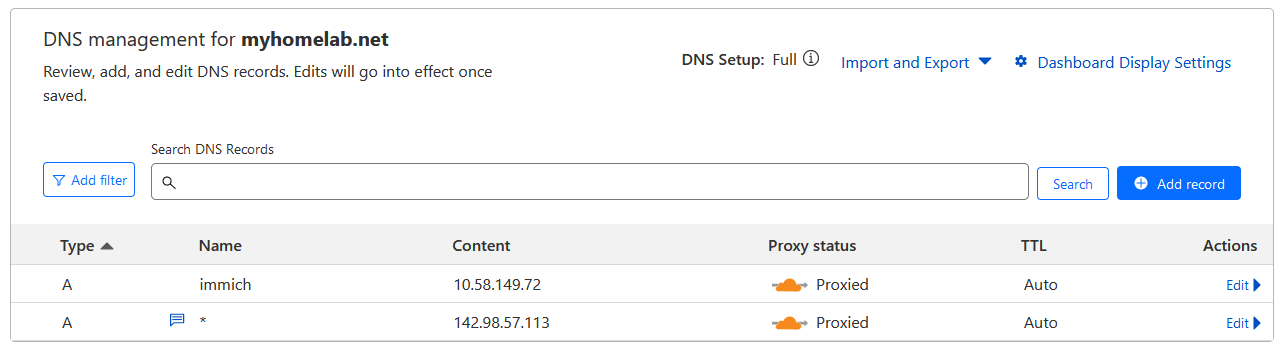 DNS management for myhomelab.net
Review, add, and edit DNS records. Edits will go into effect once
saved.
DNS Setup: Full
Import and Export
Dashboard Display Settings
Search DNS Records
Add filter
Search
Add record
Type Name Content Proxy status TTL Actions
A immich 10.58.149.72 Proxied Auto Edit
A * 142.98.57.113 Proxied Auto Edit